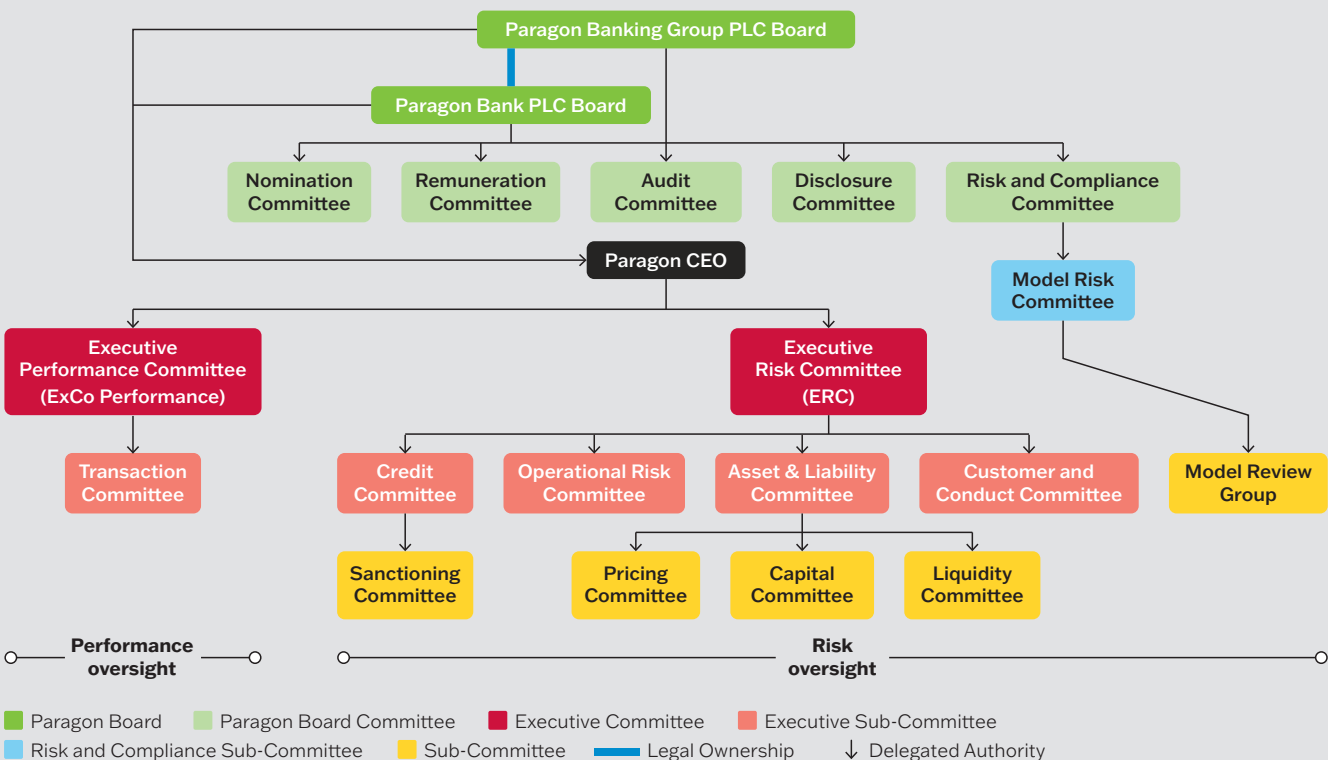 Paragon Banking Group PLC Board
Paragon Bank PLC Board
Nomination
Committee
Remuneration
Committee
Audit
Committee
Disclosure
Committee
Risk and Compliance
Committee
Paragon CEO
Model Risk
Committee
Executive
Performance Committee
(ExCo Performance)
Executive
Risk Committee
(ERC)
Transaction
Committee
Credit
Committee
Operational Risk
Committee
Asset & Liability
Committee
Customer and
Conduct Committee
Model Review
Group
Sanctioning
Committee
Pricing
Committee
Capital
Committee
Liquidity
Committee
Performance
oversight
Risk
oversight
Paragon Board
Paragon Board Committee
Executive Committee
Executive Sub-Committee
Risk and Compliance Sub-Committee
Sub-Committee
Legal Ownership
Delegated Authority